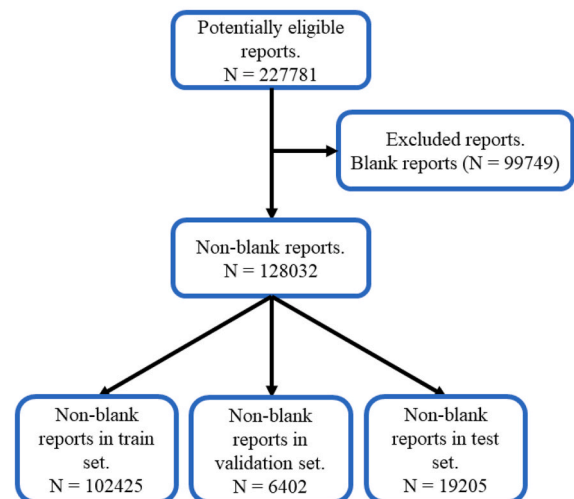 Potentially eligible
reports.
N = 227781
Excluded reports.
Blank reports (N = 99749)
Non-blank reports.
N = 128032
Non-blank
reports in train
set.
N = 102425
Non-blank
reports in
validation set.
N = 6402
Non-blank
reports in test
set.
N = 19205